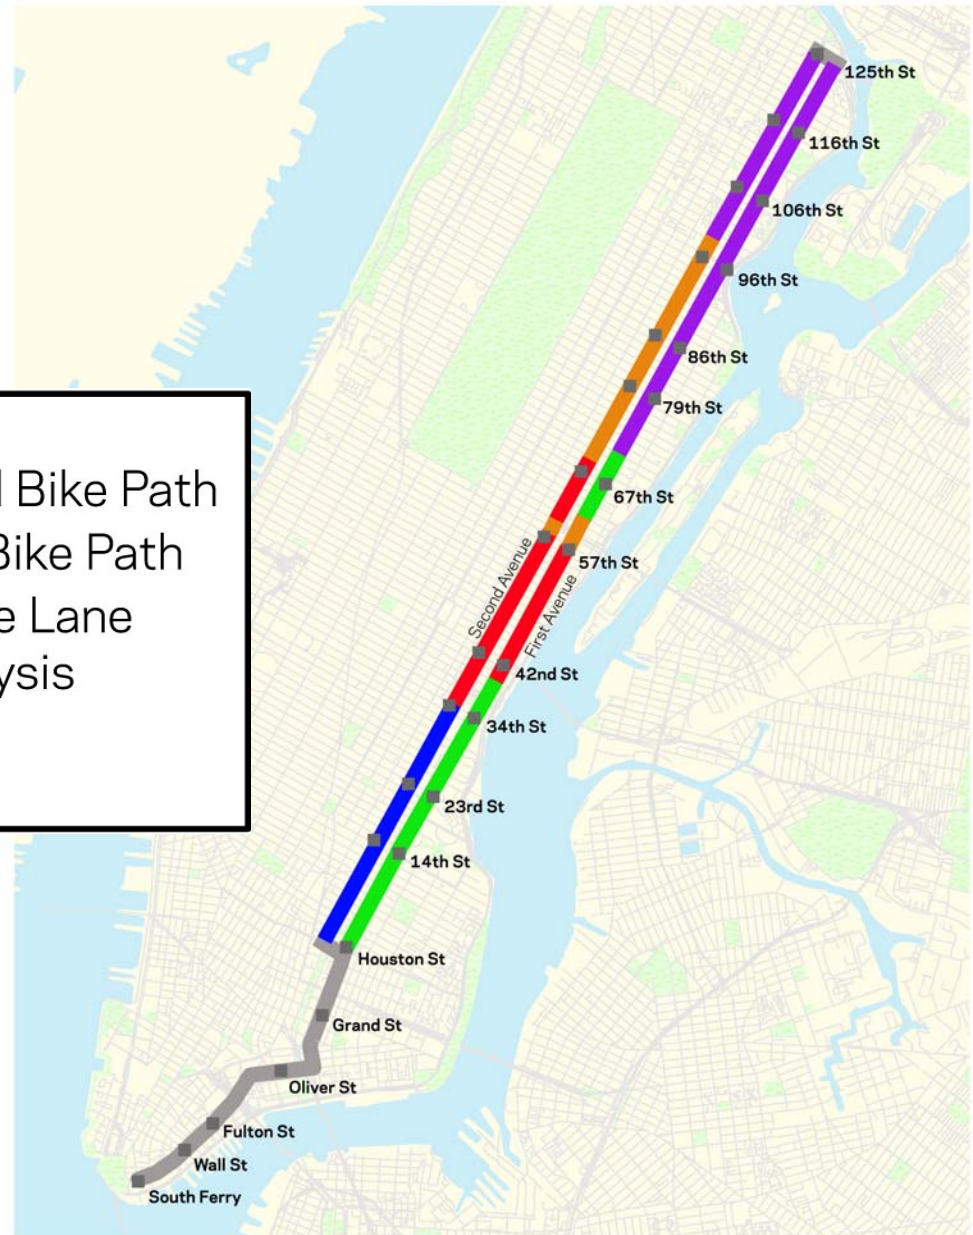 125th St
116th St
106th St
96th St
86th St
79th St
67th St
57th St
Second Avenue
First Avenue
42nd St
34th St
23rd St
14th St
Houston St
Grand St
Oliver St
Fulton St
Wall St
South Ferry
Bike Path
Bike Path
Lane